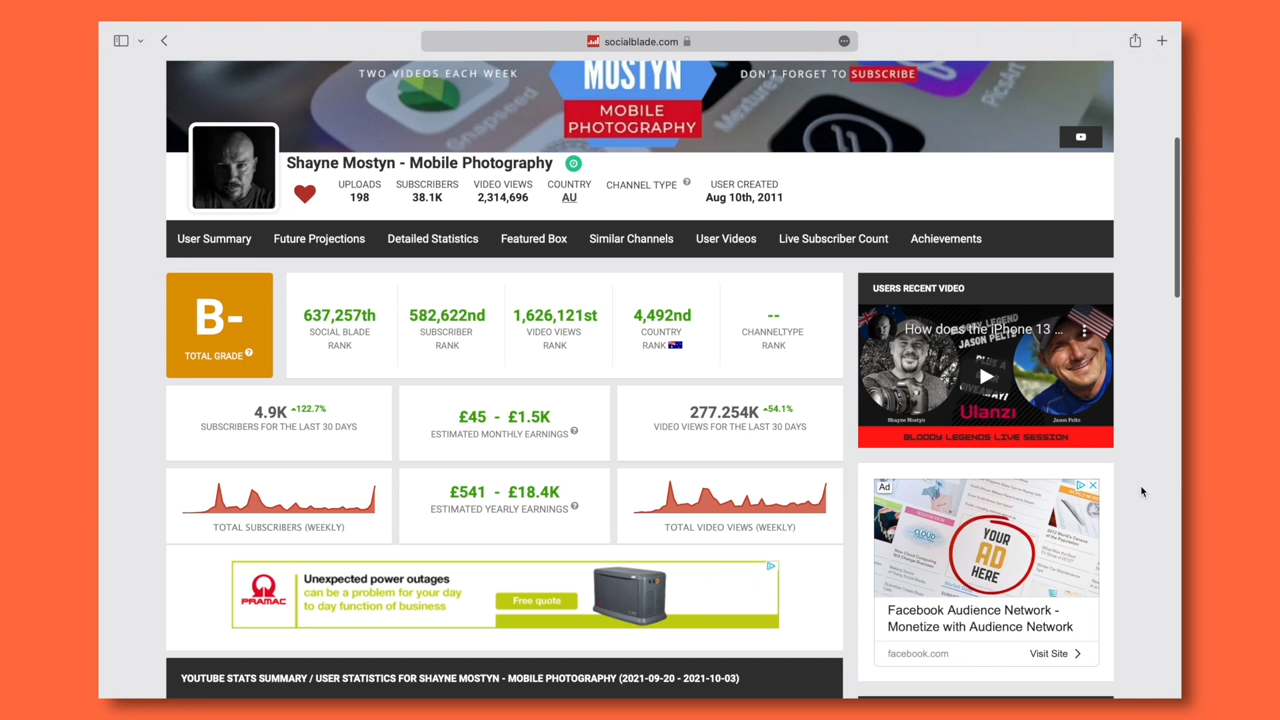 socialblade.com
TWO VIDEOS EACH WEEK
MOSTYN
MOBILE
PHOTOGRAPHY
DON'T FORGET TO SUBSCRIBE
Snapseed
Mextures
PicsArt
Shayne Mostyn - Mobile Photography
UPLOADS
198
SUBSCRIBERS
38.1K
VIDEO VIEWS
2,314,696
COUNTRY
AU
CHANNEL TYPE
USER CREATED
Aug 10th, 2011
User Summary
Future Projections
Detailed Statistics
Featured Box
Similar Channels
User Videos
Live Subscriber Count
Achievements
B-
TOTAL GRADE
637,257th
SOCIAL BLADE
RANK
582,622nd
SUBSCRIBER
RANK
1,626,121st
VIDEO VIEWS
RANK
4,492nd
COUNTRY
RANK
--
CHANNELTYPE
RANK
4.9K 122.7%
SUBSCRIBERS FOR THE LAST 30 DAYS
£45 - £1.5K
ESTIMATED MONTHLY EARNINGS
277.254K 54.1%
VIDEO VIEWS FOR THE LAST 30 DAYS
TOTAL SUBSCRIBERS (WEEKLY)
£541 - £18.4K
ESTIMATED YEARLY EARNINGS
TOTAL VIDEO VIEWS (WEEKLY)
USERS RECENT VIDEO
How does the iPhone 13 ...
LEGEND
JASON PELTZ
PLUS A
GIVEAWAY!
Ulanzi
Shayne Mostyn
Jason Peltz
BLOODY LEGENDS LIVE SESSION
PRAMAC
Unexpected power outages
can be a problem for your day
to day function of business
Free quote
Ad
CLOUD
YOUR
AD
HERE
Facebook Audience Network -
Monetize with Audience Network
facebook.com
Visit Site
YOUTUBE STATS SUMMARY / USER STATISTICS FOR SHAYNE MOSTYN - MOBILE PHOTOGRAPHY (2021-09-20 - 2021-10-03)